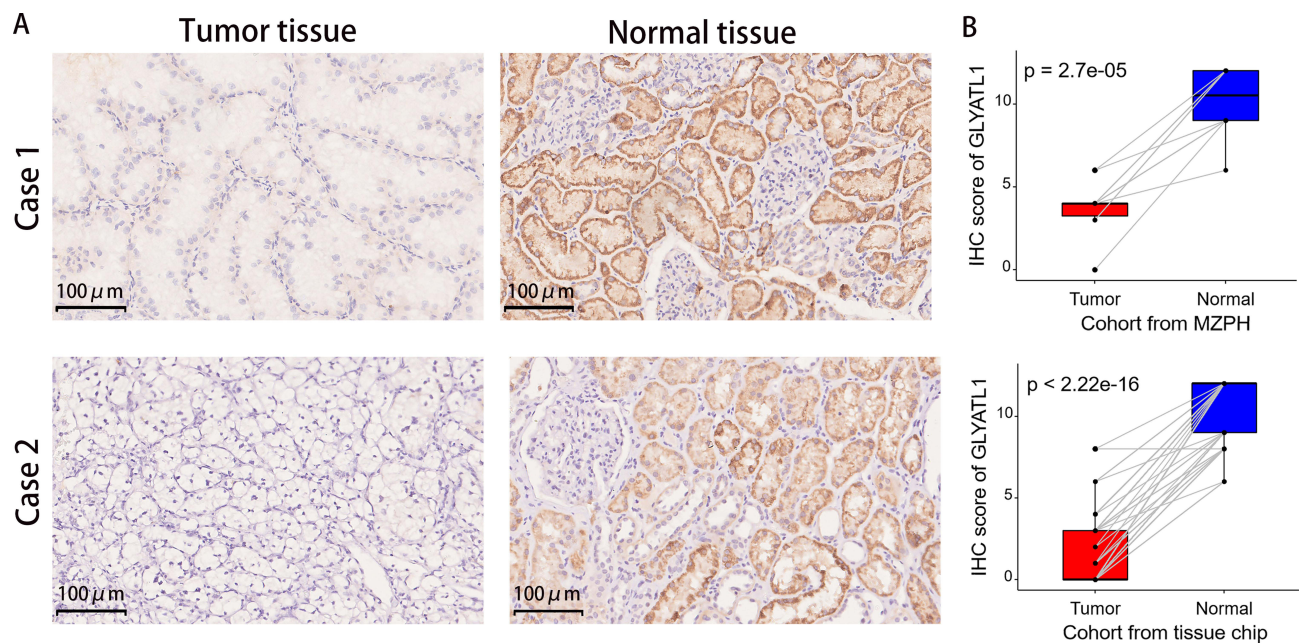 A
Tumor tissue
Normal tissue
Case 1
100 μm
100 μm
Case 2
100 μm
100 μm
B
p = 2.7e-05
IHC score of GLYATL1
10
5
0
Tumor
Normal
Cohort from MZPH
p < 2.22e-16
IHC score of GLYATL1
10
5
0
Tumor
Normal
Cohort from tissue chip